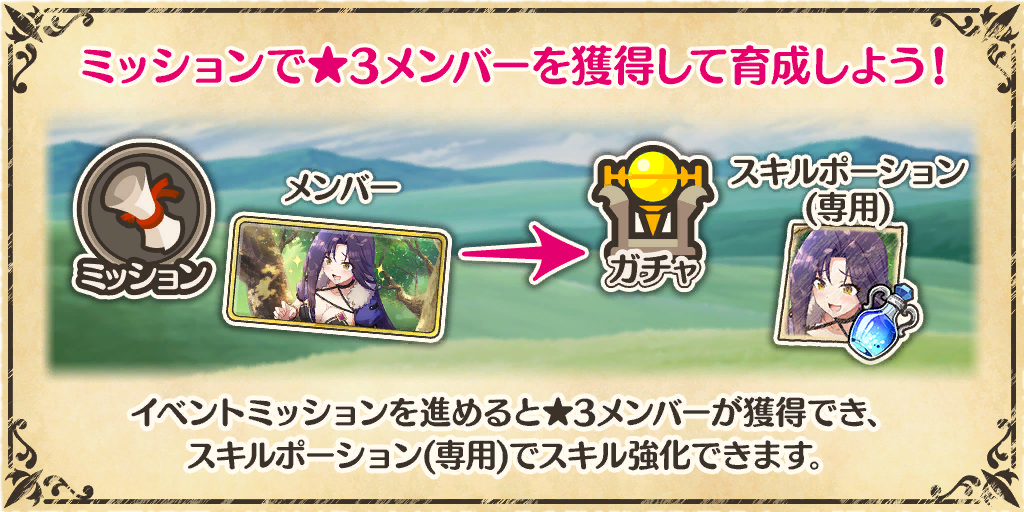 ミッションで★3メンバーを獲得して育成しよう!
メンバー
スキルポーション
(専用)
ミッション
ガチャ
イベントミッションを進めると★3メンバーが獲得でき、
スキルポーション(専用)でスキル強化できます。